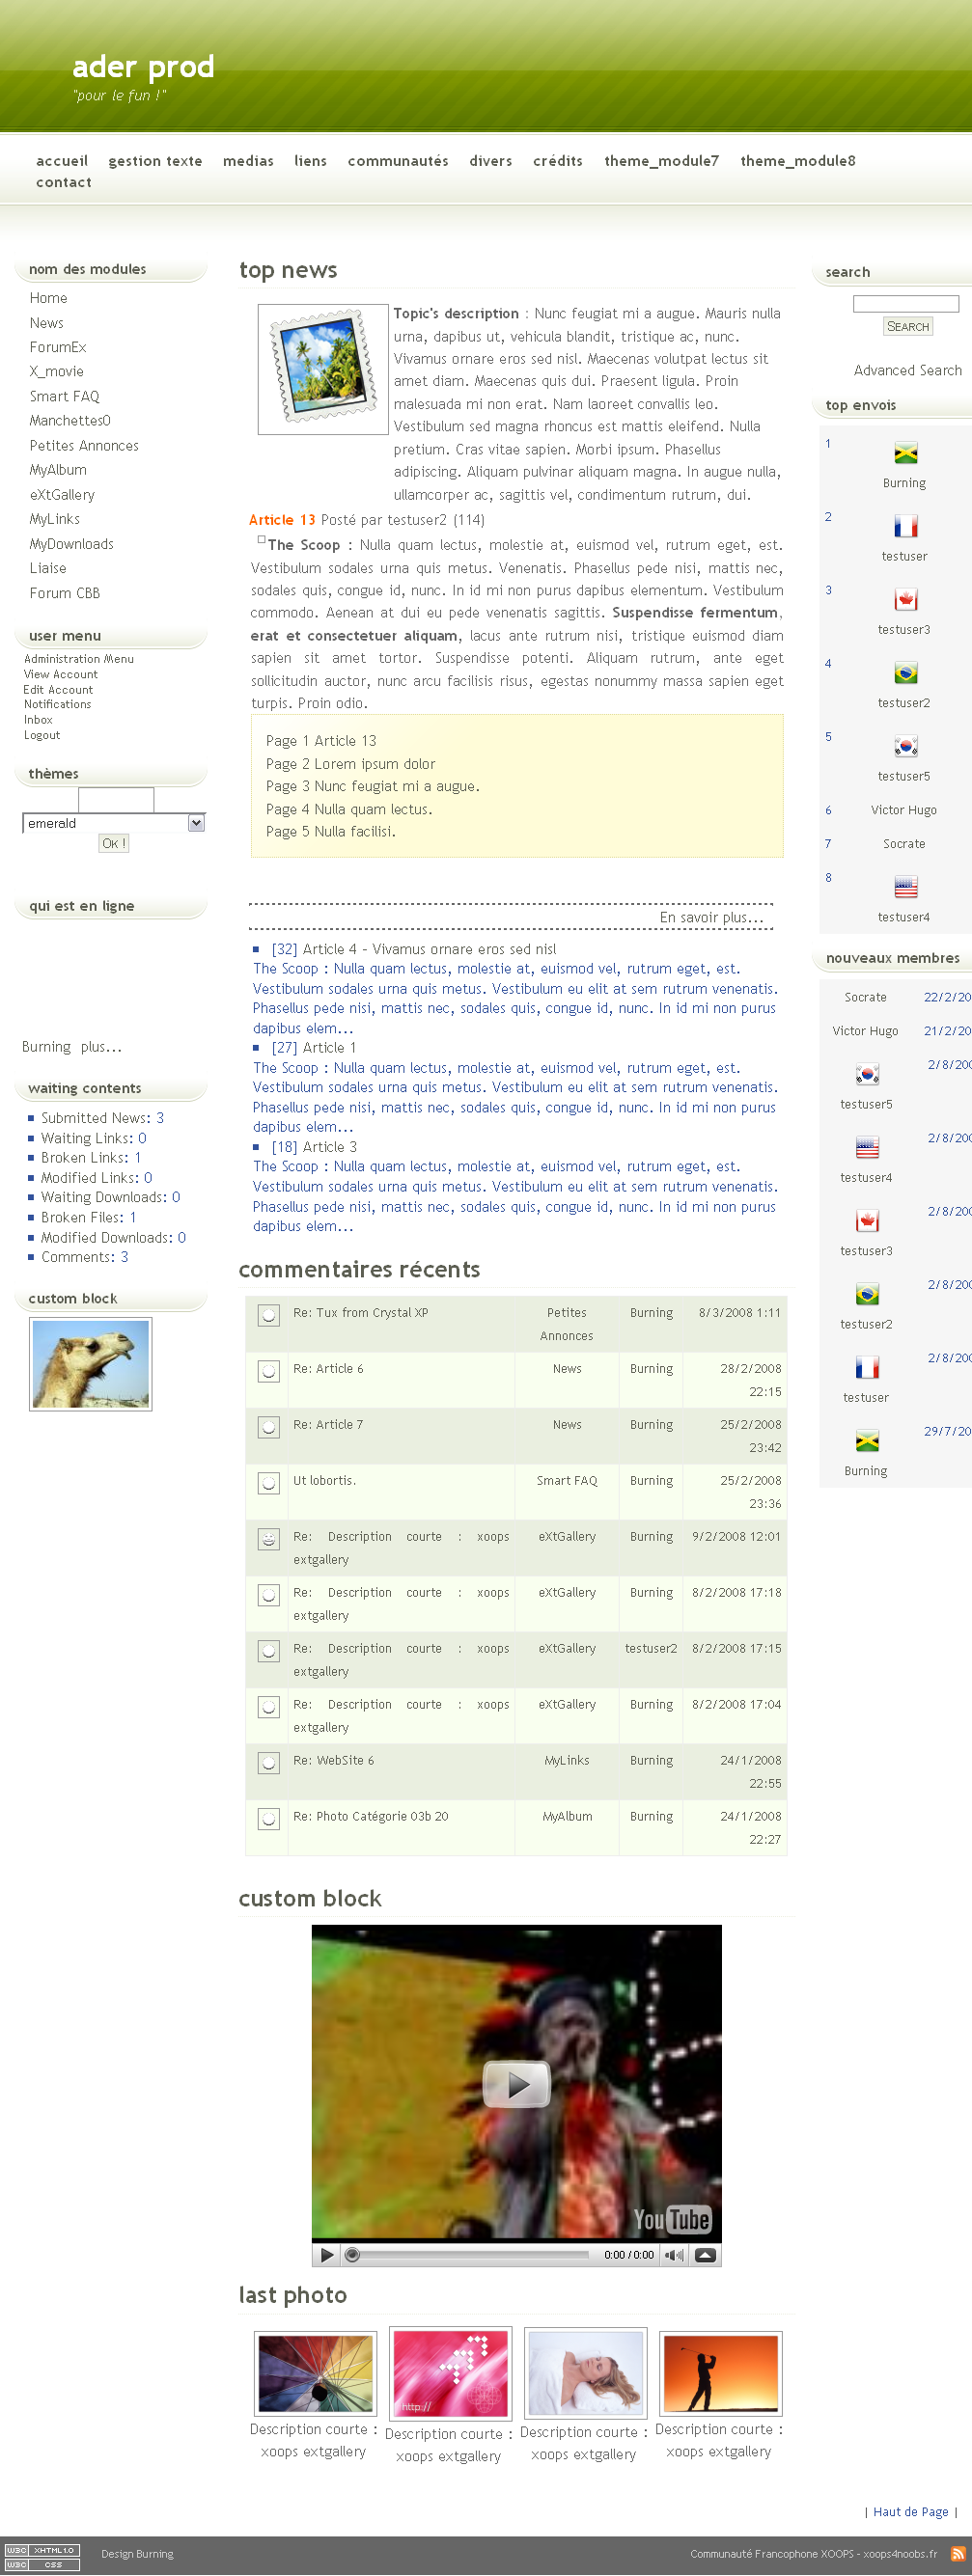 ader prod
"pour le fun !"
accueil gestion texte medias liens communautés divers crédits theme_module7 theme_module8
contact
nom des modules
Home
News
ForumEx
X_movie
Smart FAQ
Manchettes0
Petites Annonces
MyAlbum
eXtGallery
MyLinks
MyDownloads
Liaise
Forum CBB
user menu
Administration Menu
View Account
Edit Account
Notifications
Inbox
Logout
thèmes
emerald
OK !
qui est en ligne
Burning plus...
waiting contents
Submitted News: 3
Waiting Links: 0
Broken Links: 1
Modified Links: 0
Waiting Downloads: 0
Broken Files: 1
Modified Downloads: 0
Comments: 3
custom block
top news
Topic's description : Nunc feugiat mi a augue. Mauris nulla
urna, dapibus ut, vehicula blandit, tristique ac, nunc.
Vivamus ornare eros sed nisl. Maecenas volutpat lectus sit
amet diam. Maecenas quis dui. Praesent ligula. Proin
malesuada mi non erat. Nam laoreet convallis leo.
Vestibulum sed magna rhoncus est mattis eleifend. Nulla
pretium. Cras vitae sapien. Morbi ipsum. Phasellus
adipiscing. Aliquam pulvinar aliquam magna. In augue nulla,
ullamcorper ac, sagittis vel, condimentum rutrum, dui.
Article 13 Posté par testuser2 (114)
The Scoop : Nulla quam lectus, molestie at, euismod vel, rutrum eget, est.
Vestibulum sodales urna quis metus. Venenatis. Phasellus pede nisi, mattis nec,
sodales quis, congue id, nunc. In id mi non purus dapibus elementum. Vestibulum
commodo. Aenean at dui eu pede venenatis sagittis. Suspendisse fermentum,
erat et consectetuer aliquam, lacus ante rutrum nisi, tristique euismod diam
sapien sit amet tortor. Suspendisse potenti. Aliquam rutrum, ante eget
sollicitudin auctor, nunc arcu facilisis risus, egestas nonummy massa sapien eget
turpis. Proin odio.
Page 1 Article 13
Page 2 Lorem ipsum dolor
Page 3 Nunc feugiat mi a augue.
Page 4 Nulla quam lectus.
Page 5 Nulla facilisi.
En savoir plus...
[32] Article 4 - Vivamus ornare eros sed nisl
The Scoop : Nulla quam lectus, molestie at, euismod vel, rutrum eget, est.
Vestibulum sodales urna quis metus. Vestibulum eu elit at sem rutrum venenatis.
Phasellus pede nisi, mattis nec, sodales quis, congue id, nunc. In id mi non purus
dapibus elem...
[27] Article 1
The Scoop : Nulla quam lectus, molestie at, euismod vel, rutrum eget, est.
Vestibulum sodales urna quis metus. Vestibulum eu elit at sem rutrum venenatis.
Phasellus pede nisi, mattis nec, sodales quis, congue id, nunc. In id mi non purus
dapibus elem...
[18] Article 3
The Scoop : Nulla quam lectus, molestie at, euismod vel, rutrum eget, est.
Vestibulum sodales urna quis metus. Vestibulum eu elit at sem rutrum venenatis.
Phasellus pede nisi, mattis nec, sodales quis, congue id, nunc. In id mi non purus
dapibus elem...
commentaires récents
Re: Tux from Crystal XP Petites Burning 8/3/2008 1:11
Annonces
Re: Article 6 News Burning 28/2/2008
22:15
Re: Article 7 News Burning 25/2/2008
23:42
Ut lobortis. Smart FAQ Burning 25/2/2008
23:36
Re: Description courte : xoops eXtGallery Burning 9/2/2008 12:01
extgallery
Re: Description courte : xoops eXtGallery Burning 8/2/2008 17:18
extgallery
Re: Description courte : xoops eXtGallery testuser2 8/2/2008 17:15
extgallery
Re: Description courte : xoops eXtGallery Burning 8/2/2008 17:04
extgallery
Re: WebSite 6 MyLinks Burning 24/1/2008
22:55
Re: Photo Catégorie 03b 20 MyAlbum Burning 24/1/2008
22:27
custom block
YouTube
0:00 / 0:00
last photo
http://
Description courte : Description courte : Description courte : Description courte :
xoops extgallery xoops extgallery xoops extgallery xoops extgallery
search
SEARCH
Advanced Search
top envois
1 Burning
2 testuser
3 testuser3
4 testuser2
5 testuser5
6 Victor Hugo
7 Socrate
8 testuser4
nouveaux membres
Socrate 22/2/20
Victor Hugo 21/2/20
2/8/200
testuser5
2/8/200
testuser4
2/8/200
testuser3
2/8/200
testuser2
2/8/200
testuser
29/7/20
Burning
| Haut de Page |
W3C XHTML 1.0
W3C CSS
Design Burning
Communauté Francophone XOOPS - xoops4noobs.fr